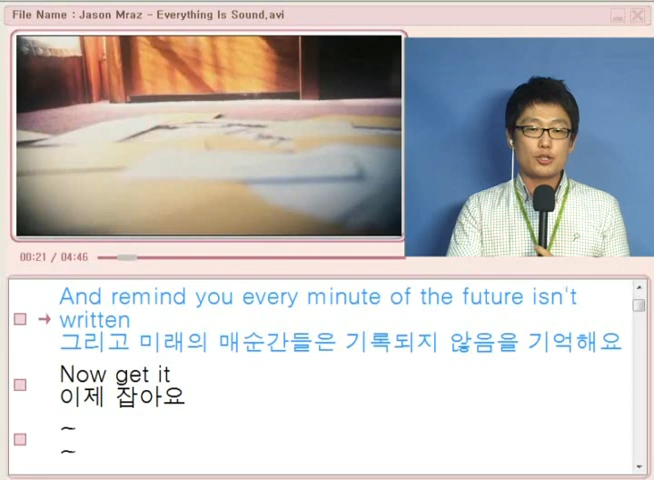 File Name : Jason Mraz - Everything Is Sound.avi
00:21 / 04:46
And remind you every minute of the future isn't
written
그리고 미래의 매순간들은 기록되지 않음을 기억해요
Now get it
이제 잡아요
~
~